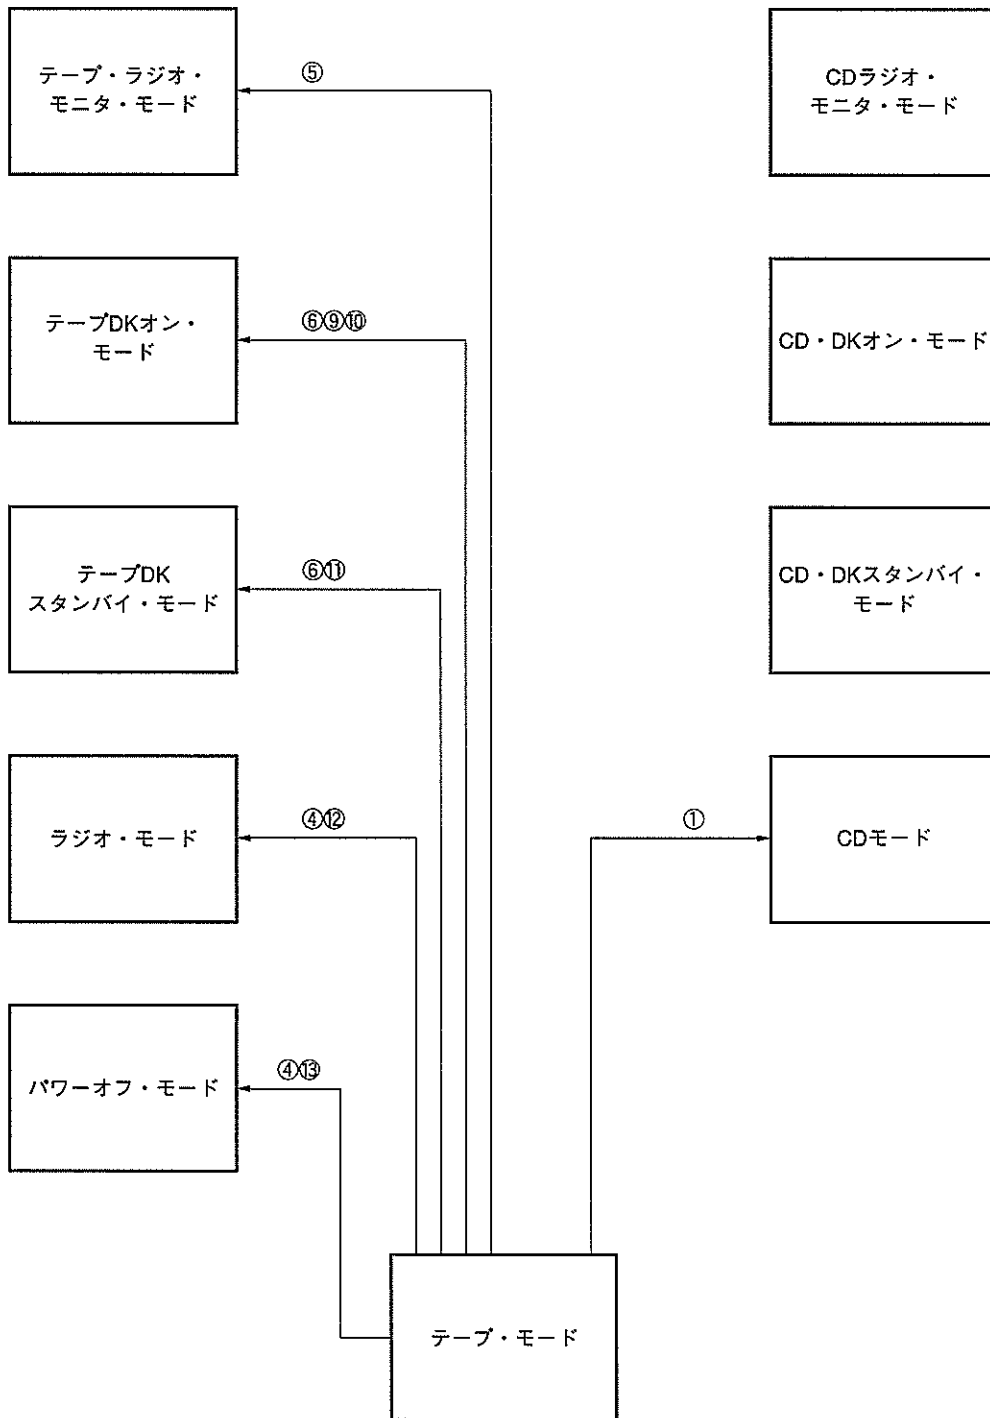 テープ・ラジオ・
モニタ・モード
⑤
CDラジオ・
モニタ・モード
テープDKオン・
モード
⑥⑨⑩
CD・DKオン・モード
テープDK
スタンバイ・モード
⑥⑪
CD・DKスタンバイ・
モード
ラジオ・モード
④⑫
①
CDモード
パワーオフ・モード
④⑬
テープ・モード